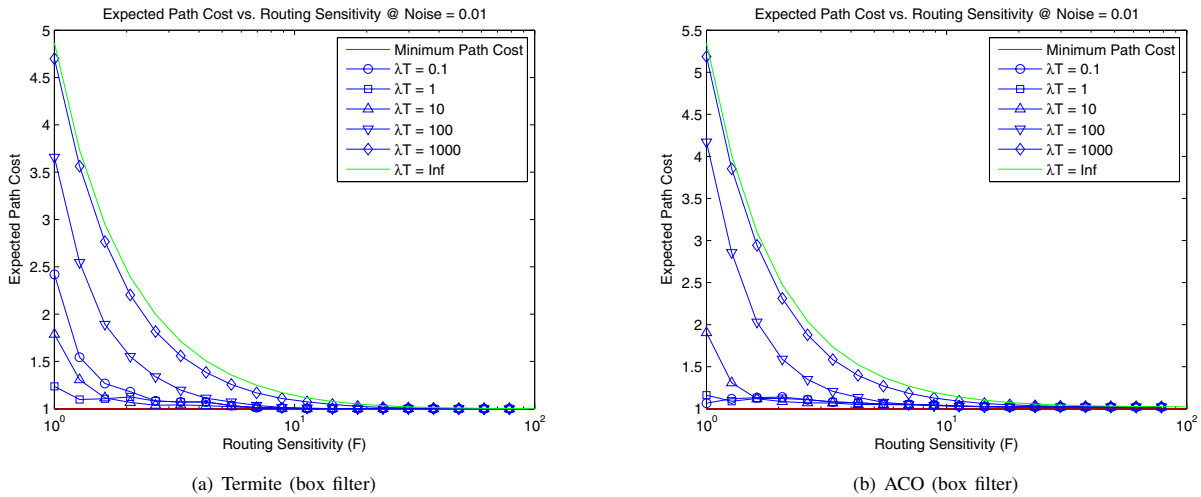 Expected Path Cost vs. Routing Sensitivity @ Noise = 0.01
5
4.5
4
3.5
3
2.5
2
1.5
1
Expected Path Cost
Minimum Path Cost
λT = 0.1
λT = 1
λT = 10
λT = 100
λT = 1000
λT = Inf
10^0
10^1
10^2
Routing Sensitivity (F)
(a) Termite (box filter)
Expected Path Cost vs. Routing Sensitivity @ Noise = 0.01
5.5
5
4.5
4
3.5
3
2.5
2
1.5
1
Expected Path Cost
Minimum Path Cost
λT = 0.1
λT = 1
λT = 10
λT = 100
λT = 1000
λT = Inf
10^0
10^1
10^2
Routing Sensitivity (F)
(b) ACO (box filter)